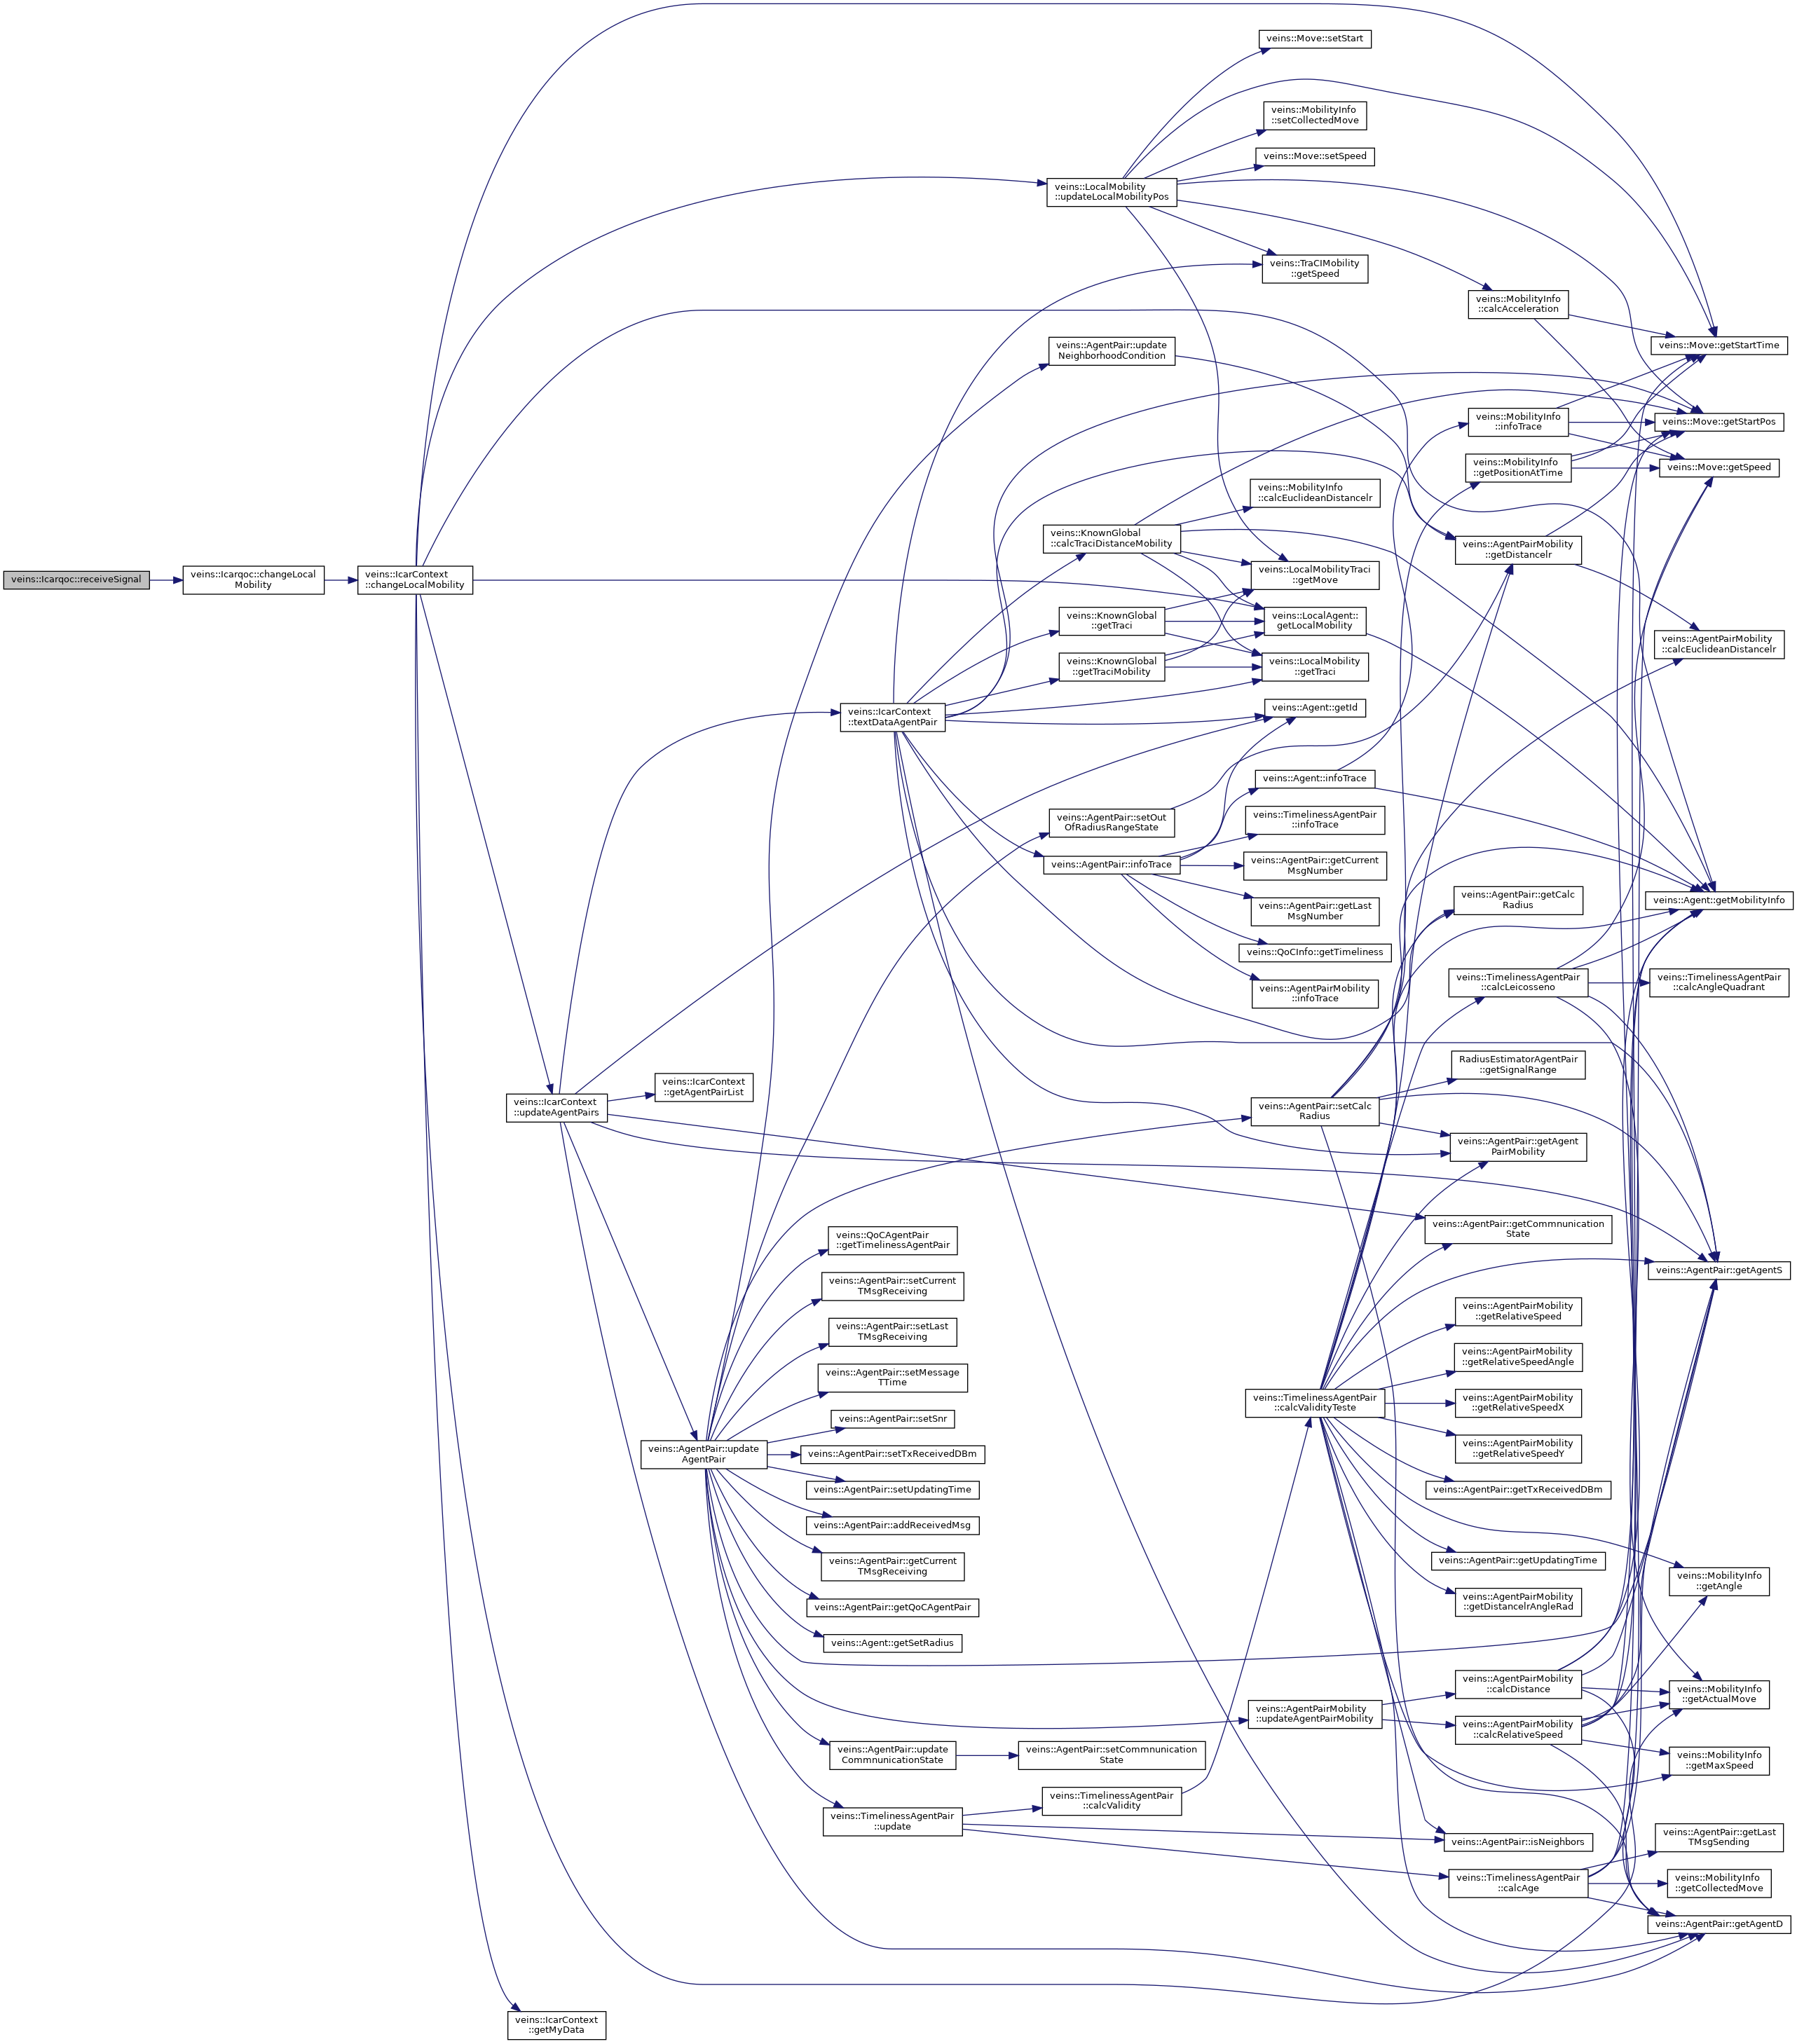 veins::Icarqoc::receiveSignal
veins::Icarqoc::changeLocal
Mobility
veins::IcarContext
::changeLocalMobility
veins::IcarContext
::updateAgentPairs
veins::IcarContext
::getMyData
veins::IcarContext
::getAgentPairList
veins::AgentPair::update
AgentPair
veins::IcarContext
::textDataAgentPair
veins::QoCAgentPair
::getTimelinessAgentPair
veins::AgentPair::setCurrent
TMsgReceiving
veins::AgentPair::setLast
TMsgReceiving
veins::AgentPair::setMessage
TTime
veins::AgentPair::setSnr
veins::AgentPair::setTxReceivedDBm
veins::AgentPair::setUpdatingTime
veins::AgentPair::addReceivedMsg
veins::AgentPair::getCurrent
TMsgReceiving
veins::AgentPair::getQoCAgentPair
veins::Agent::getSetRadius
veins::AgentPair::update
CommnunicationState
veins::TimelinessAgentPair
::update
veins::LocalMobility
::updateLocalMobilityPos
veins::AgentPair::update
NeighborhoodCondition
veins::KnownGlobal
::calcTraciDistanceMobility
veins::KnownGlobal
::getTraci
veins::KnownGlobal
::getTraciMobility
veins::AgentPair::setOut
OfRadiusRangeState
veins::AgentPair::infoTrace
veins::AgentPair::setCommnunication
State
veins::TimelinessAgentPair
::calcValidity
veins::Move::setStart
veins::MobilityInfo
::setCollectedMove
veins::Move::setSpeed
veins::TraCIMobility
::getSpeed
veins::MobilityInfo
::calcEuclideanDistanceIr
veins::LocalMobilityTraci
::getMove
veins::LocalAgent::
getLocalMobility
veins::LocalMobility
::getTraci
veins::Agent::getId
veins::Agent::infoTrace
veins::TimelinessAgentPair
::infoTrace
veins::AgentPair::getCurrent
MsgNumber
veins::AgentPair::getLast
MsgNumber
veins::QoCInfo::getTimeliness
veins::AgentPairMobility
::infoTrace
veins::AgentPair::setCalc
Radius
veins::TimelinessAgentPair
::calcValidityTeste
veins::AgentPairMobility
::updateAgentPairMobility
veins::MobilityInfo
::calcAcceleration
veins::MobilityInfo
::infoTrace
veins::MobilityInfo
::getPositionAtTime
veins::AgentPairMobility
::getDistanceIr
veins::AgentPair::getCalc
Radius
veins::TimelinessAgentPair
::calcLeicosseno
RadiusEstimatorAgentPair
::getSignalRange
veins::AgentPair::getAgent
PairMobility
veins::AgentPair::getCommnunication
State
veins::AgentPairMobility
::getRelativeSpeed
veins::AgentPairMobility
::getRelativeSpeedAngle
veins::AgentPairMobility
::getRelativeSpeedX
veins::AgentPairMobility
::getRelativeSpeedY
veins::AgentPair::getTxReceivedDBm
veins::AgentPair::getUpdatingTime
veins::AgentPairMobility
::getDistanceIrAngleRad
veins::AgentPairMobility
::calcDistance
veins::AgentPairMobility
::calcRelativeSpeed
veins::AgentPair::isNeighbors
veins::TimelinessAgentPair
::calcAge
veins::Move::getStartTime
veins::Move::getStartPos
veins::Move::getSpeed
veins::AgentPairMobility
::calcEuclideanDistanceIr
veins::Agent::getMobilityInfo
veins::TimelinessAgentPair
::calcAngleQuadrant
veins::AgentPair::getAgentS
veins::MobilityInfo
::getAngle
veins::MobilityInfo
::getActualMove
veins::MobilityInfo
::getMaxSpeed
veins::AgentPair::getLast
TMsgSending
veins::MobilityInfo
::getCollectedMove
veins::AgentPair::getAgentD